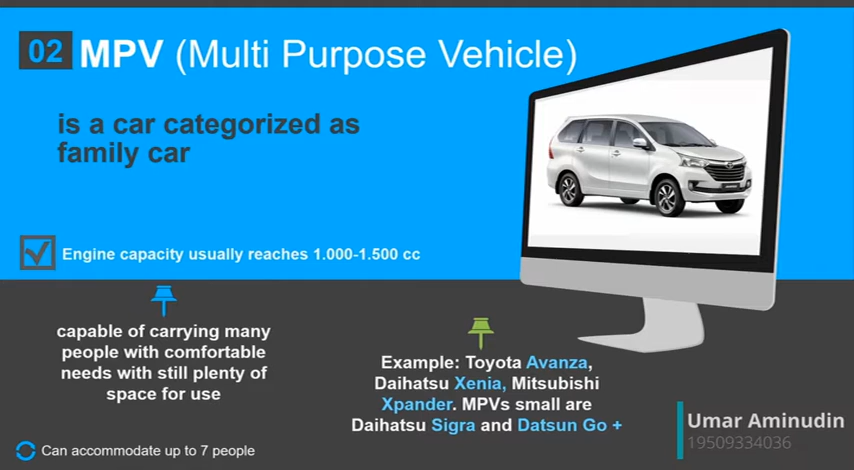 02 MPV (Multi Purpose Vehicle)
is a car categorized as
family car
Engine capacity usually reaches 1.000-1.500 cc
capable of carrying many
people with comfortable
needs with still plenty of
space for use
Example: Toyota Avanza,
Daihatsu Xenia, Mitsubishi
Xpander. MPVs small are
Daihatsu Sigra and Datsun Go +
Can accommodate up to 7 people
Umar Aminudin
19509334036